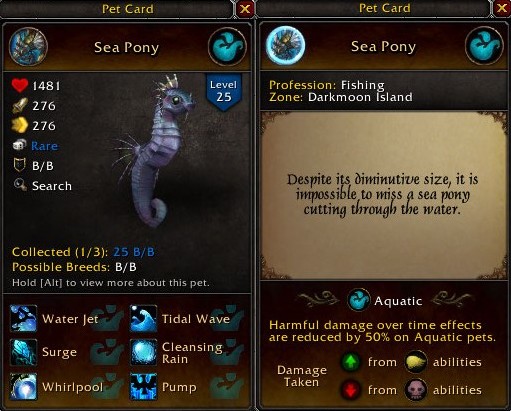 Pet Card
Sea Pony
Level
25
1481
276
276
Rare
B/B
Search
Collected (1/3): 25 B/B
Possible Breeds: B/B
Hold [Alt] to view more about this pet.
Water Jet
Tidal Wave
Surge
Cleansing
Rain
Whirlpool
Pump
Pet Card
Sea Pony
Profession: Fishing
Zone: Darkmoon Island
Despite its diminutive size, it is
impossible to miss a sea pony
cutting through the water.
Aquatic
Harmful damage over time effects
are reduced by 50% on Aquatic pets.
Damage
Taken
from abilities
from abilities